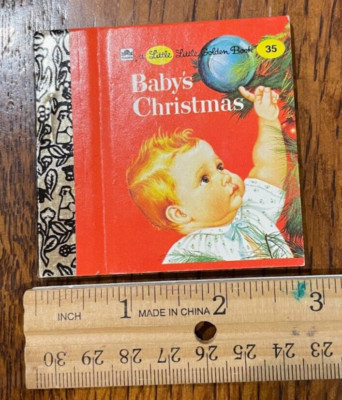 A Little Little Golden Book 35
Baby's
Christmas
INCH 1 MADE IN CHINA 2 3
30 29 28 27 26 25 24 23